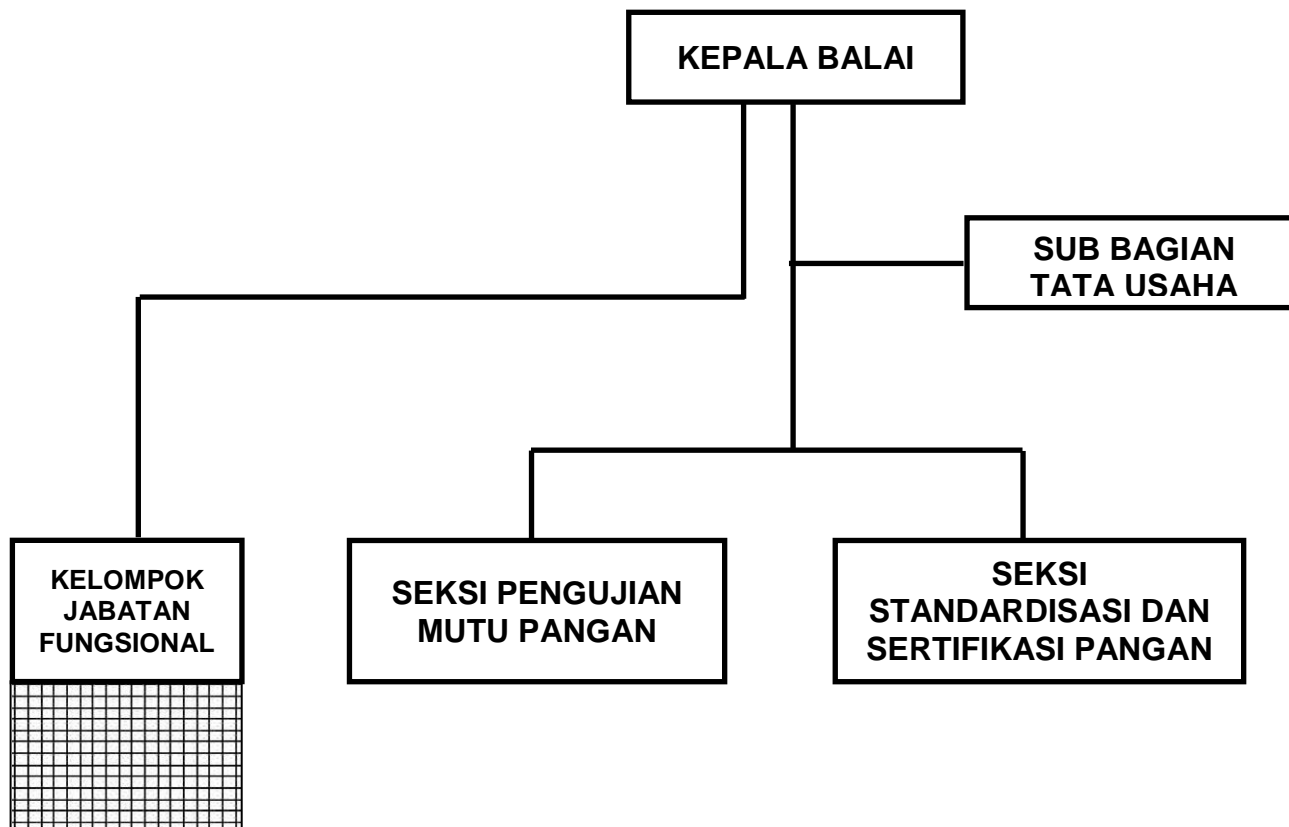 KEPALA BALAI
SUB BAGIAN
TATA USAHA
KELOMPOK
JABATAN
FUNGSIONAL
SEKSI PENGUJIAN
MUTU PANGAN
SEKSI
STANDARDISASI DAN
SERTIFIKASI PANGAN